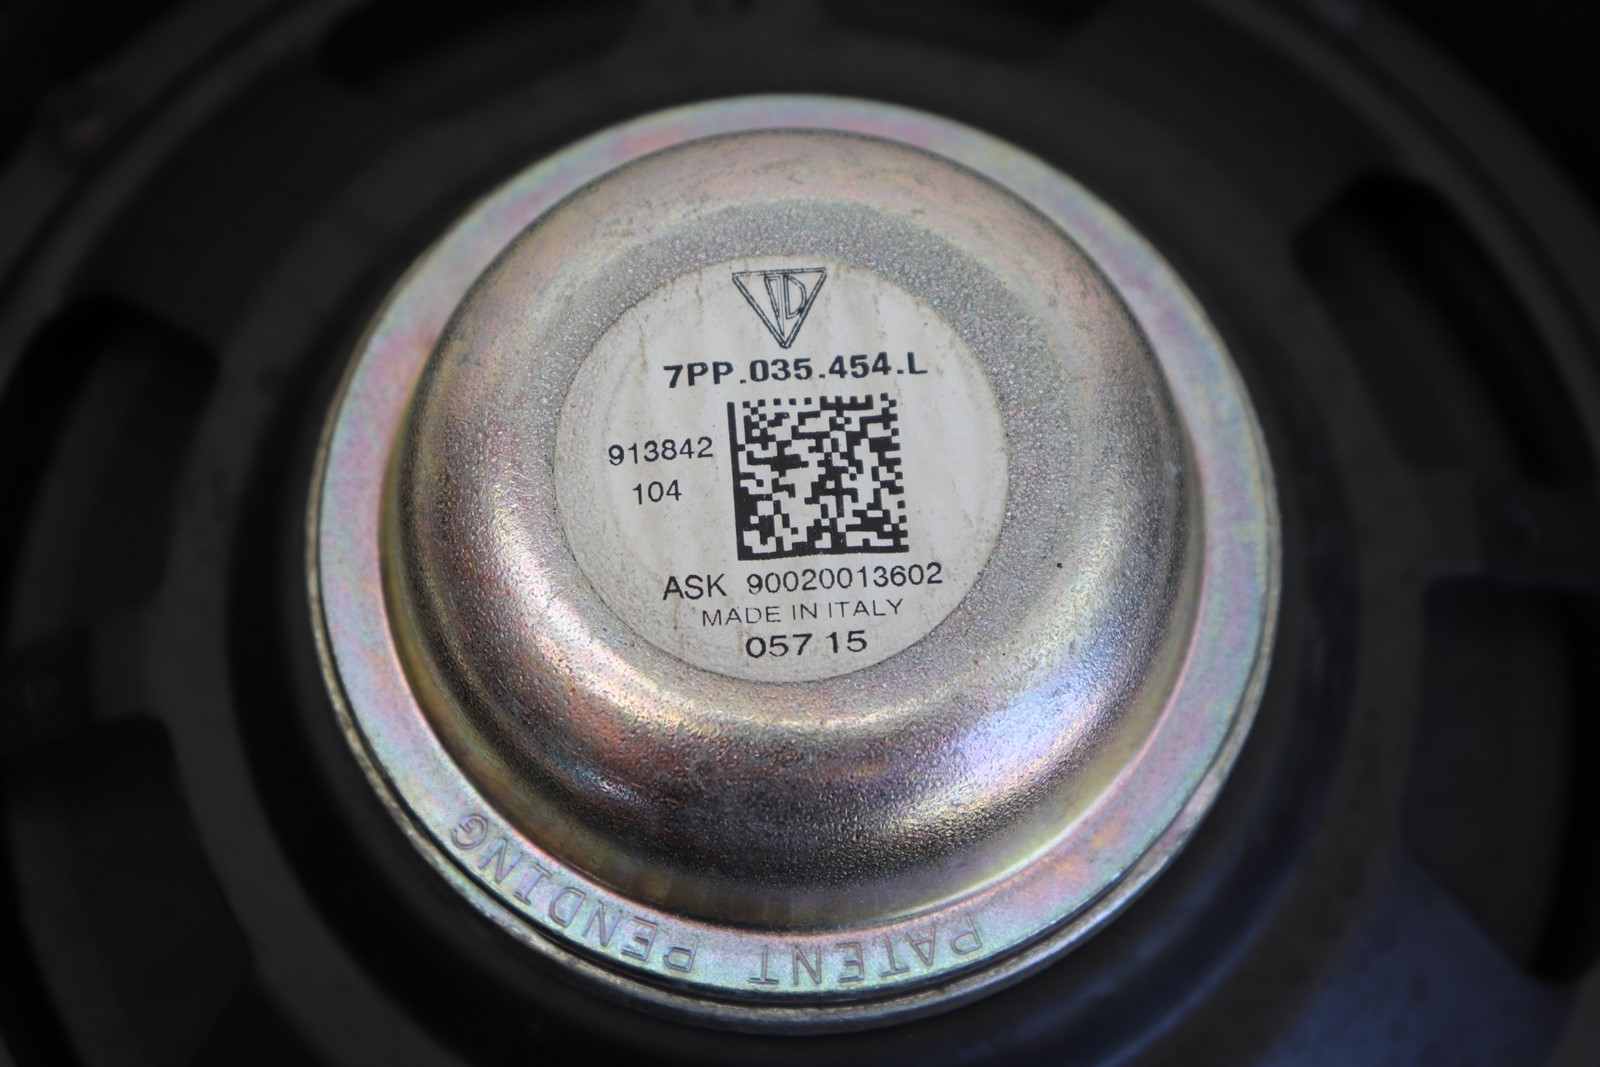 7PP.035.454.L
913842
104
ASK 90020013602
MADE IN ITALY
057 15
PATENT PENDING